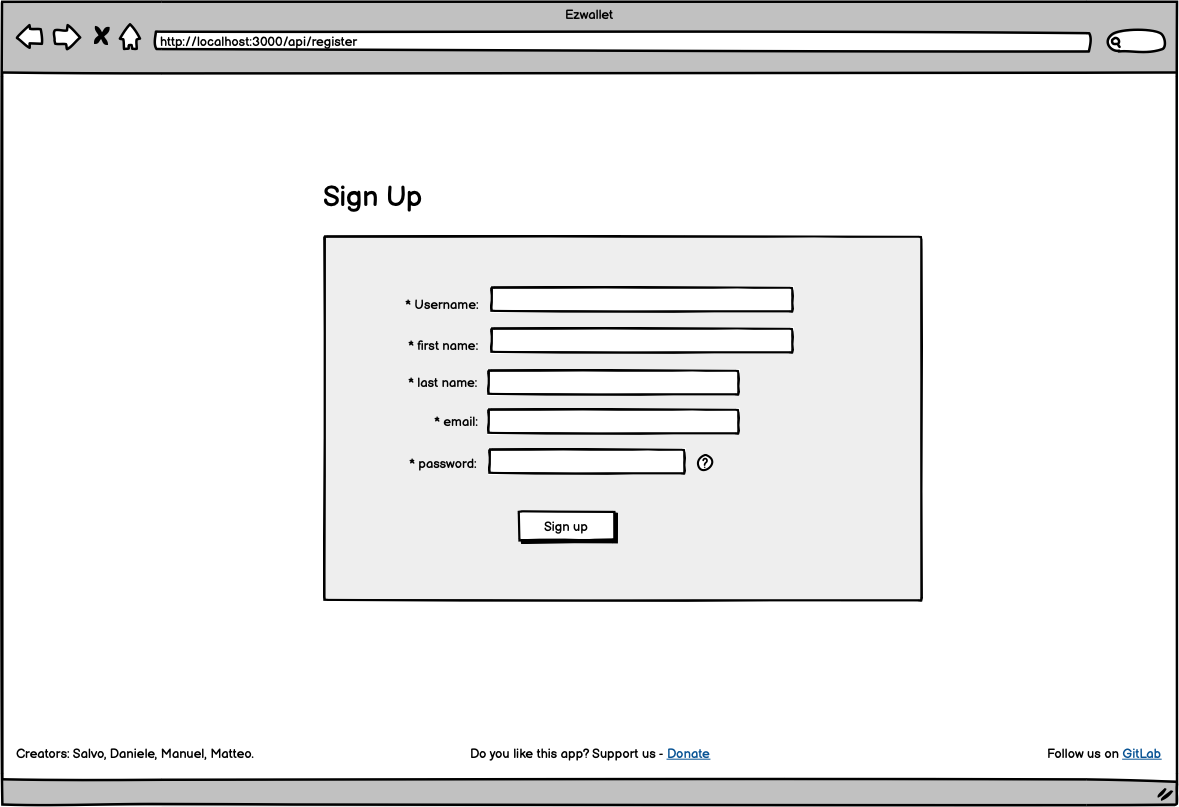 Ezwallet
http://localhost:3000/api/register
Sign Up
* Username:
* first name:
* last name:
* email:
* password:
?
Sign up
Creators: Salvo, Daniele, Manuel, Matteo.
Do you like this app? Support us - Donate
Follow us on GitLab